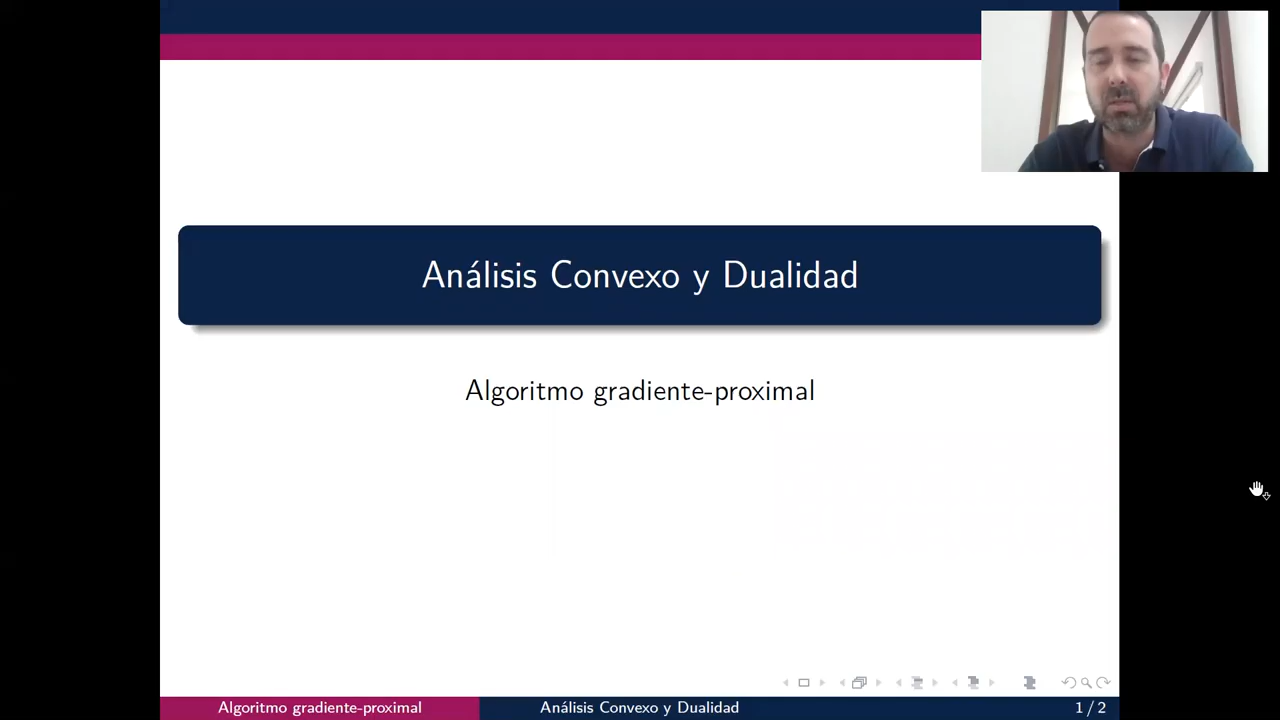 Análisis Convexo y Dualidad
Algoritmo gradiente-proximal
Algoritmo gradiente-proximal
Análisis Convexo y Dualidad
1 / 2